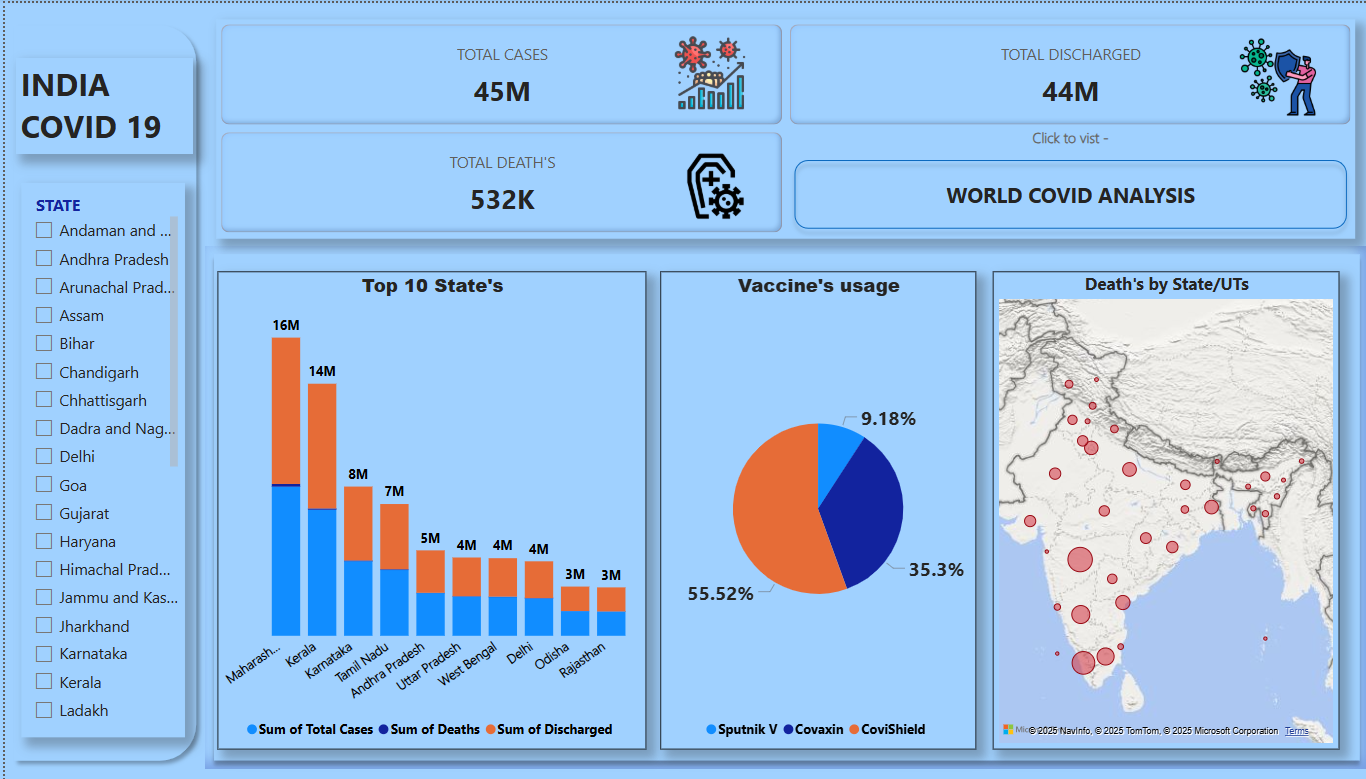 INDIA
COVID 19
STATE
Andaman and ...
Andhra Pradesh
Arunachal Prad...
Assam
Bihar
Chandigarh
Chhattisgarh
Dadra and Nag...
Delhi
Goa
Gujarat
Haryana
Himachal Prad...
Jammu and Kas...
Jharkhand
Karnataka
Kerala
Ladakh
TOTAL CASES
45M
TOTAL DISCHARGED
44M
TOTAL DEATH'S
532K
Click to vist -
WORLD COVID ANALYSIS
Top 10 State's
16M
14M
8M
7M
5M
4M
4M
4M
3M
3M
Maharash...
Kerala
Karnataka
Tamil Nadu
Andhra Pradesh
Uttar Pradesh
West Bengal
Delhi
Odisha
Rajasthan
Sum of Total Cases Sum of Deaths Sum of Discharged
Vaccine's usage
9.18%
35.3%
55.52%
Sputnik V Covaxin CoviShield
Death's by State/UTs
© 2025 NavInfo, © 2025 TomTom, © 2025 Microsoft Corporation Terms